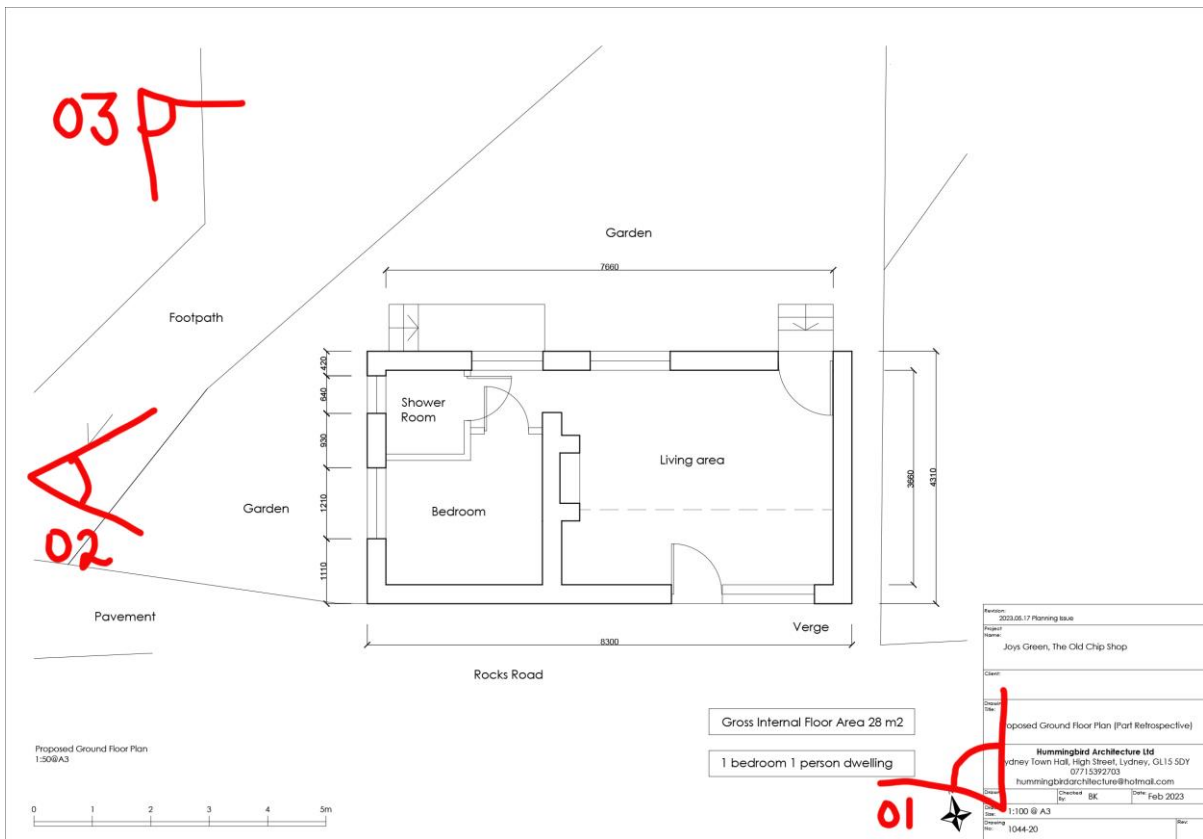 03
Garden
7660
Footpath
420
640
930
1210
1110
Shower
Room
Living area
Bedroom
3660
4310
Garden
02
Pavement
Verge
8300
Rocks Road
Gross Internal Floor Area 28 m2
1 bedroom 1 person dwelling
Proposed Ground Floor Plan
1:50@A3
0 1 2 3 4 5m
01
Revision:
2023.05.17 Planning Issue
Project
Name:
Joys Green, The Old Chip Shop
Client:
Drawing
Title:
oposed Ground Floor Plan (Part Retrospective)
Hummingbird Architecture Ltd
ydney Town Hall, High Street, Lydney, GL15 5DY
07715392703
hummingbirdarchitecture@hotmail.com
Checked
By:
BK
Date: Feb 2023
Size:
1:100 @ A3
Drawing
No:
1044-20
Rev: